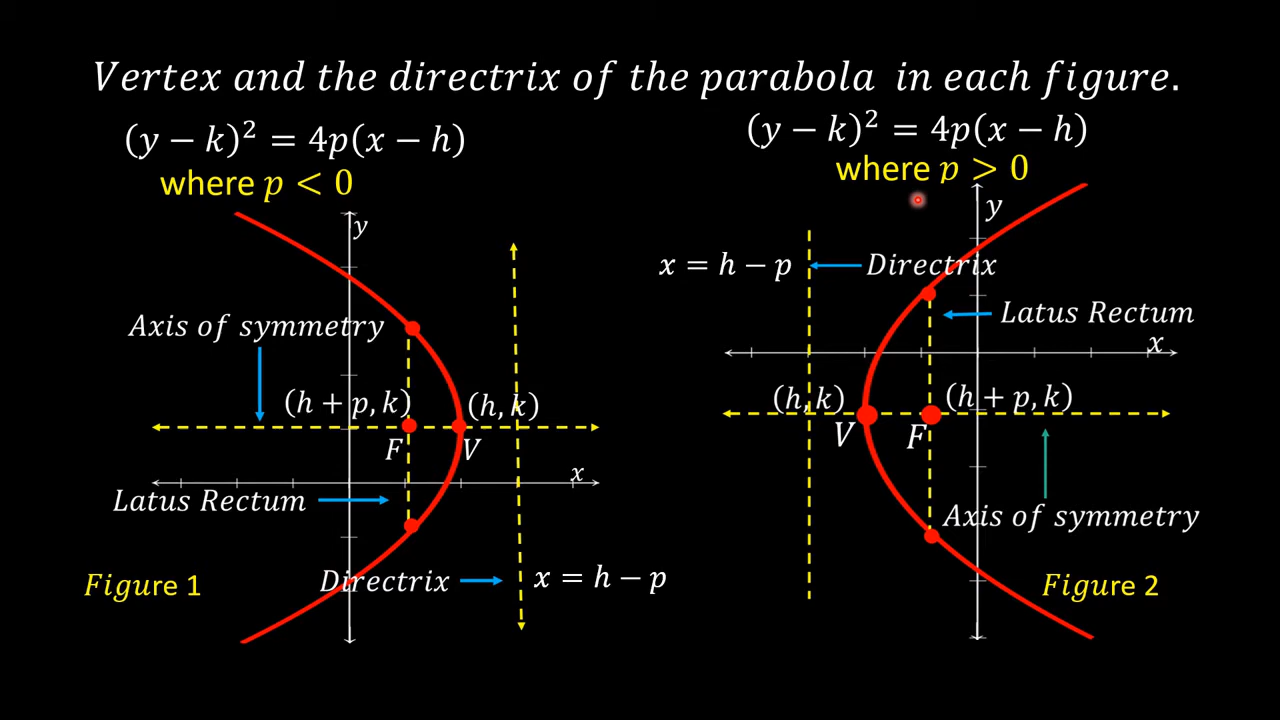 Vertex and the directrix of the parabola in each figure.
(y − k)² = 4p(x − h)
where p < 0
y
Axis of symmetry
(h + p, k)
(h, k)
F
V
x
Latus Rectum
Directrix
x = h − p
Figure 1
(y − k)² = 4p(x − h)
where p > 0
y
x = h − p
Directrix
Latus Rectum
x
(h, k)
(h + p, k)
V
F
Axis of symmetry
Figure 2